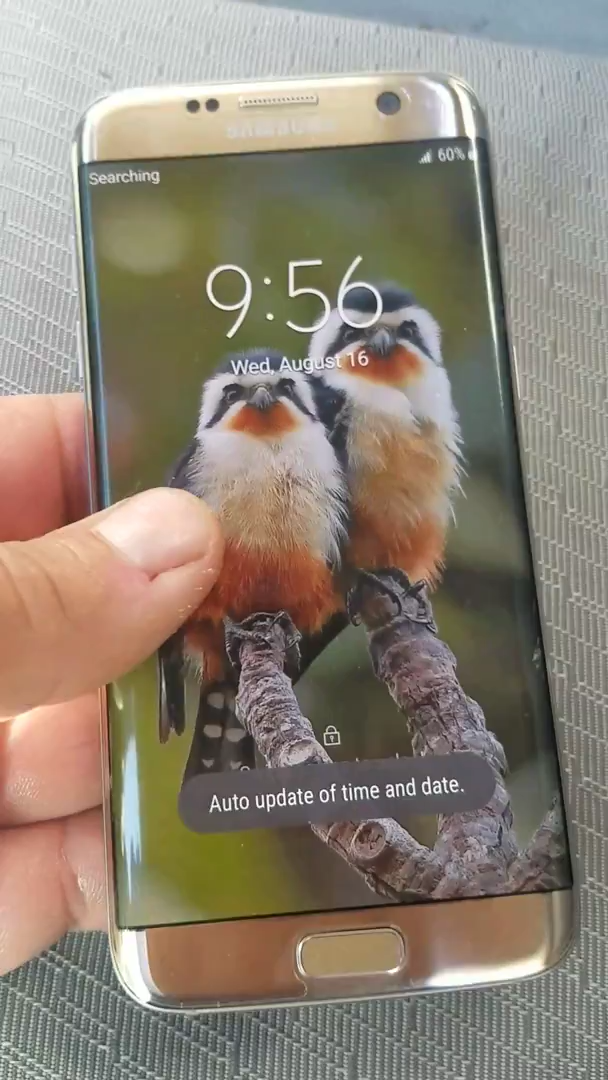 SAMSUNG
60%
Searching
9:56
Wed, August 16
Auto update of time and date.